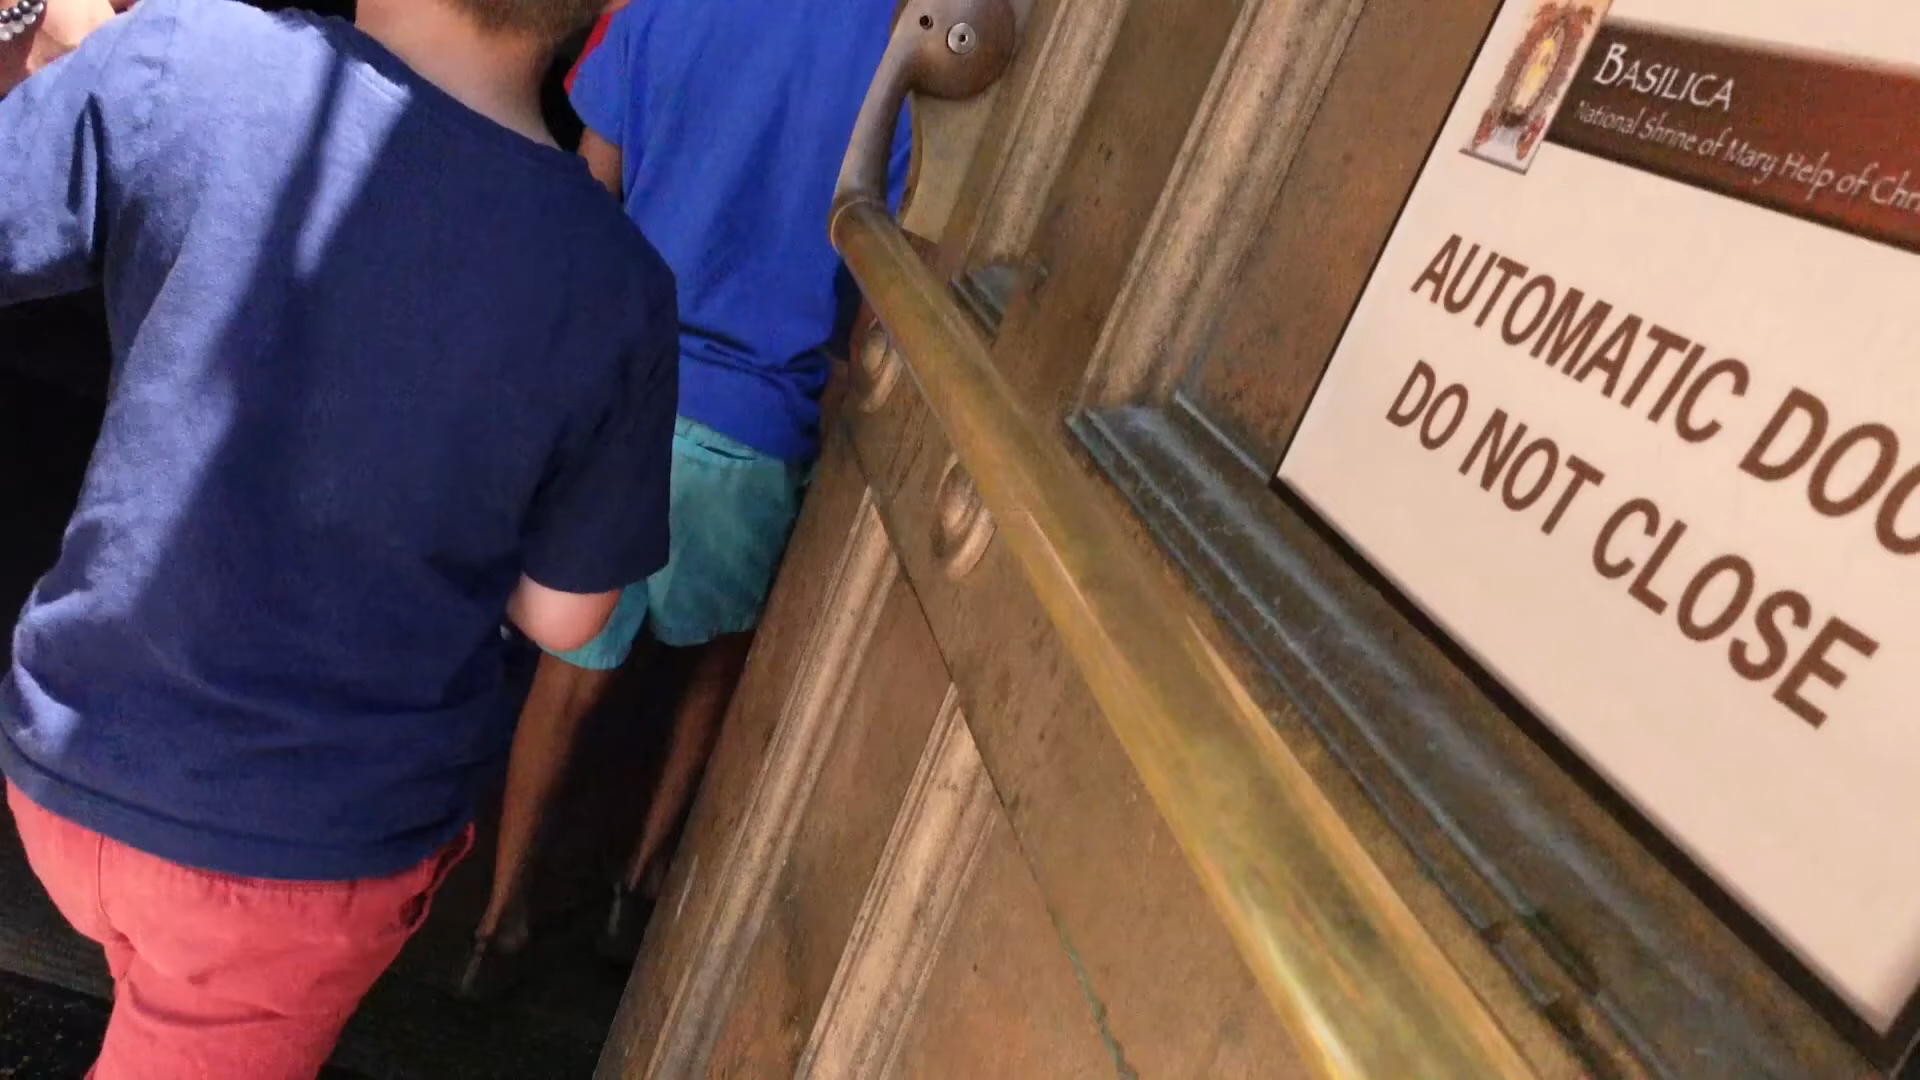 BASILICA
National Shrine of Mary Help of
AUTOMATIC
DO NOT CLOSE